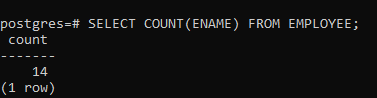 postgres=# SELECT COUNT(ENAME) FROM EMPLOYEE;
count
-------
14
(1 row)